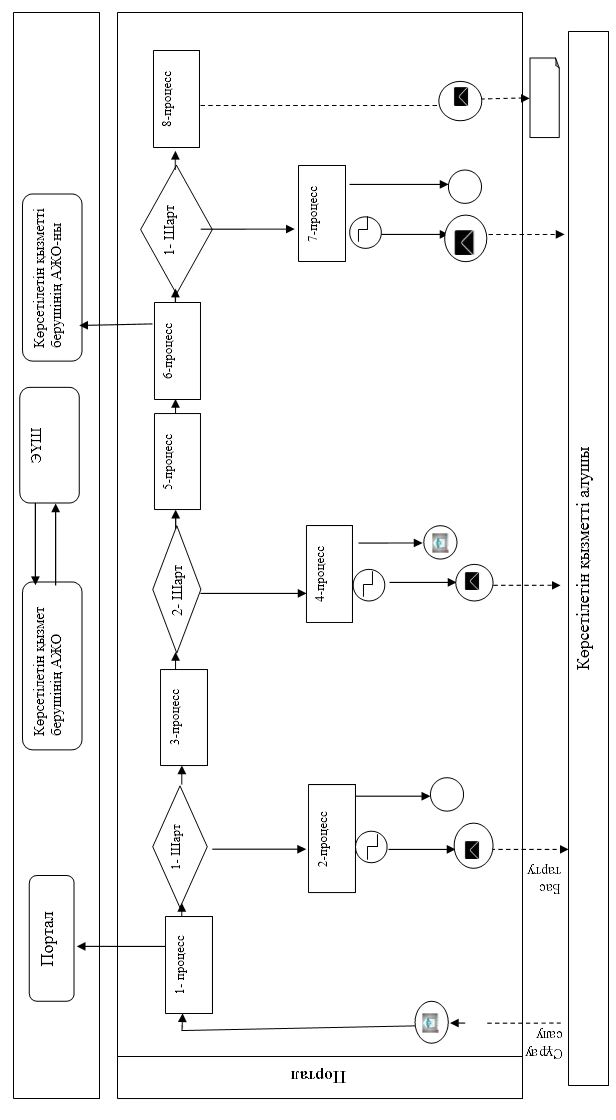 Портал
Көрсетілетін қызмет
берушінің АЖО
ЭҮШ
Көрсетілетін қызметті
берушінің АЖО-ны
Портал
1- процесс
1- Шарт
3-процесс
2- Шарт
5-процесс
6-процесс
1- Шарт
8-процесс
2-процесс
4-процесс
7-процесс
Сұрау
салу
Бас
тарту
Көрсетілетін қызметті алушы